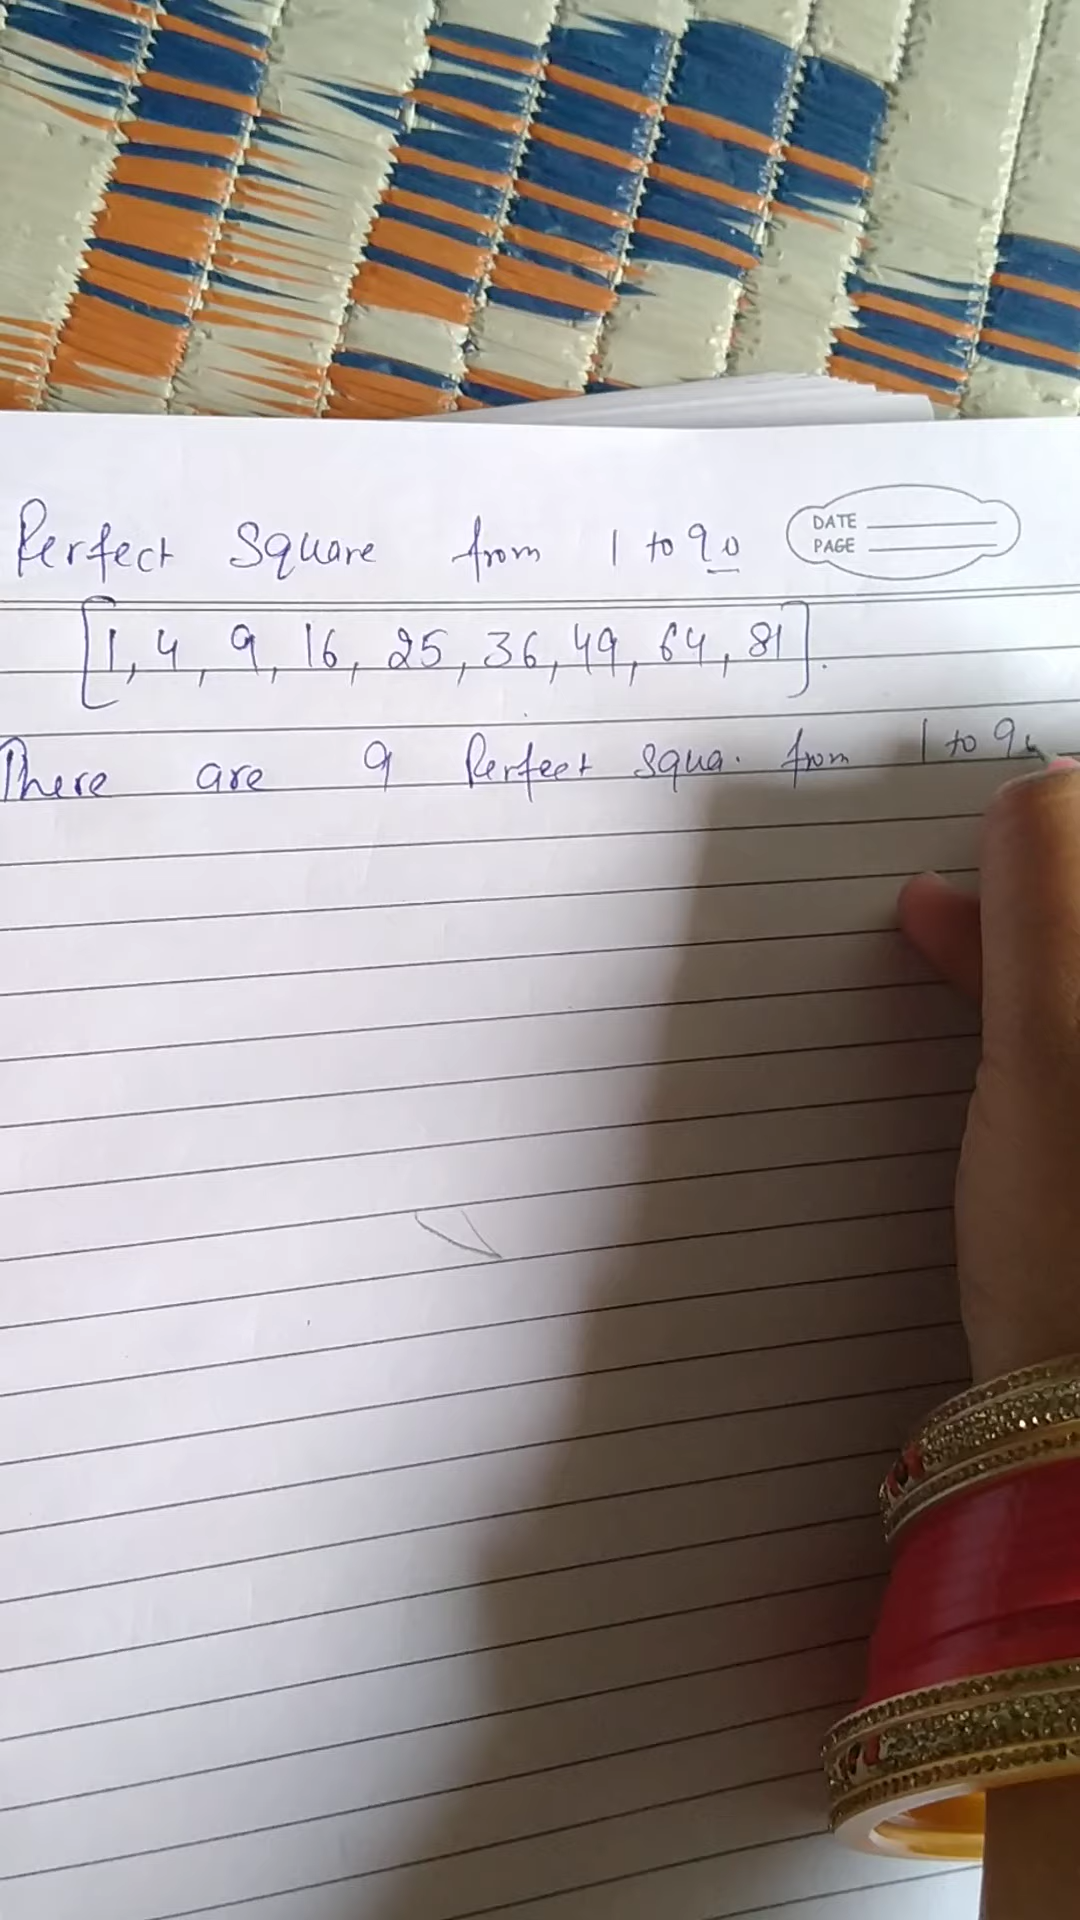 Perfect Square from 1 to 90
DATE
PAGE
[1, 4, 9, 16, 25, 36, 49, 64, 81].
There are 9 Perfect Squa. from 1 to 9